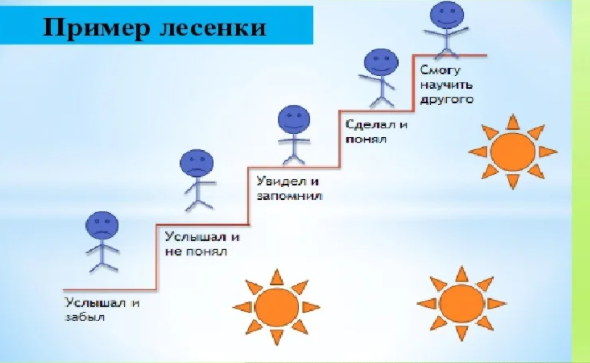 Пример лесенки
Смогу
научить
другого
Сделал и
понял
Увидел и
запомнил
Услышал и
не понял
Услышал и
забыл